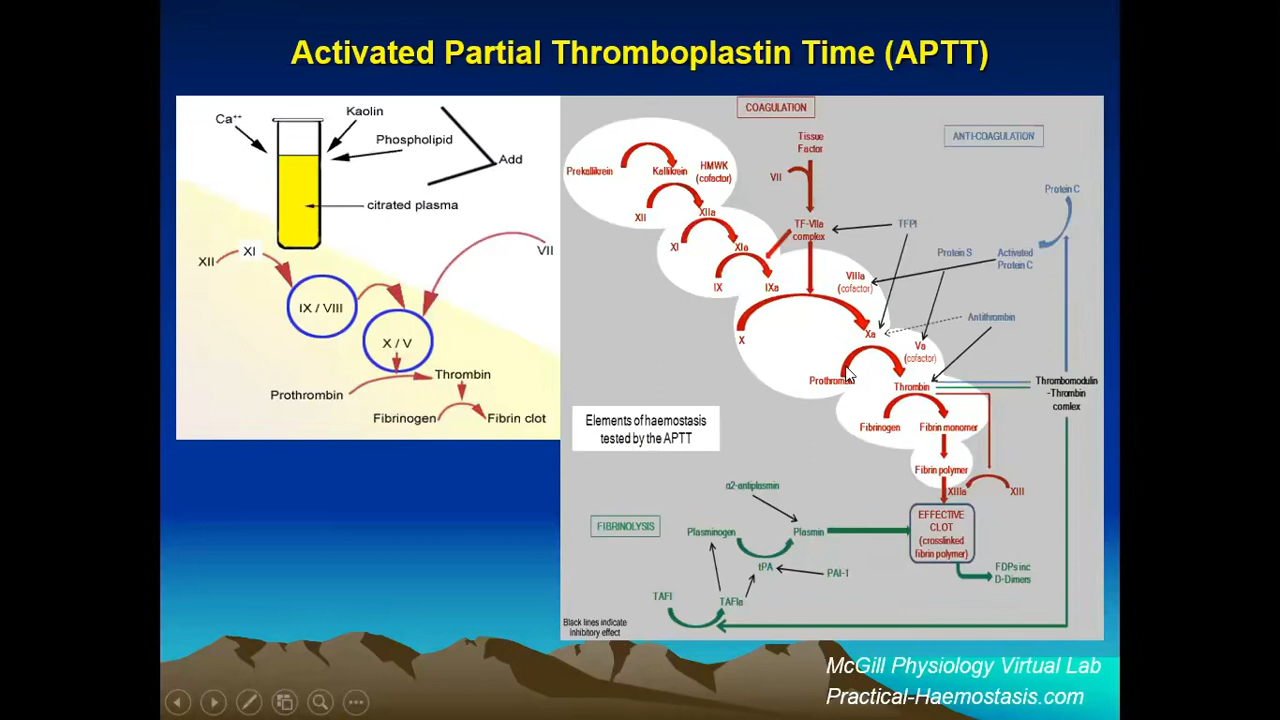 Activated Partial Thromboplastin Time (APTT)
Ca++
Kaolin
Phospholipid
Add
citrated plasma
XII
XI
VII
IX / VIII
X / V
Prothrombin
Thrombin
Fibrinogen
Fibrin clot
COAGULATION
ANTI-COAGULATION
Tissue
Factor
Prekallikrein
Kallikrein
HMWK
(cofactor)
VII
Protein C
XII
XIIa
TF-VIIa
complex
TFPI
XI
XIa
Protein S
Activated
Protein C
IX
IXa
VIIIa
(cofactor)
Antithrombin
X
Xa
Va
(cofactor)
Prothrombin
Thrombin
Thrombomodulin
-Thrombin
comlex
Elements of haemostasis
tested by the APTT
Fibrinogen
Fibrin monomer
Fibrin polymer
XIIIa
XIII
α2-antiplasmin
FIBRINOLYSIS
Plasminogen
Plasmin
EFFECTIVE
CLOT
(crosslinked
fibrin polymer)
tPA
PAI-1
FDPs inc
D-Dimers
TAFI
TAFIa
Black lines indicate
inhibitory effect
McGill Physiology Virtual Lab
Practical-Haemostasis.com